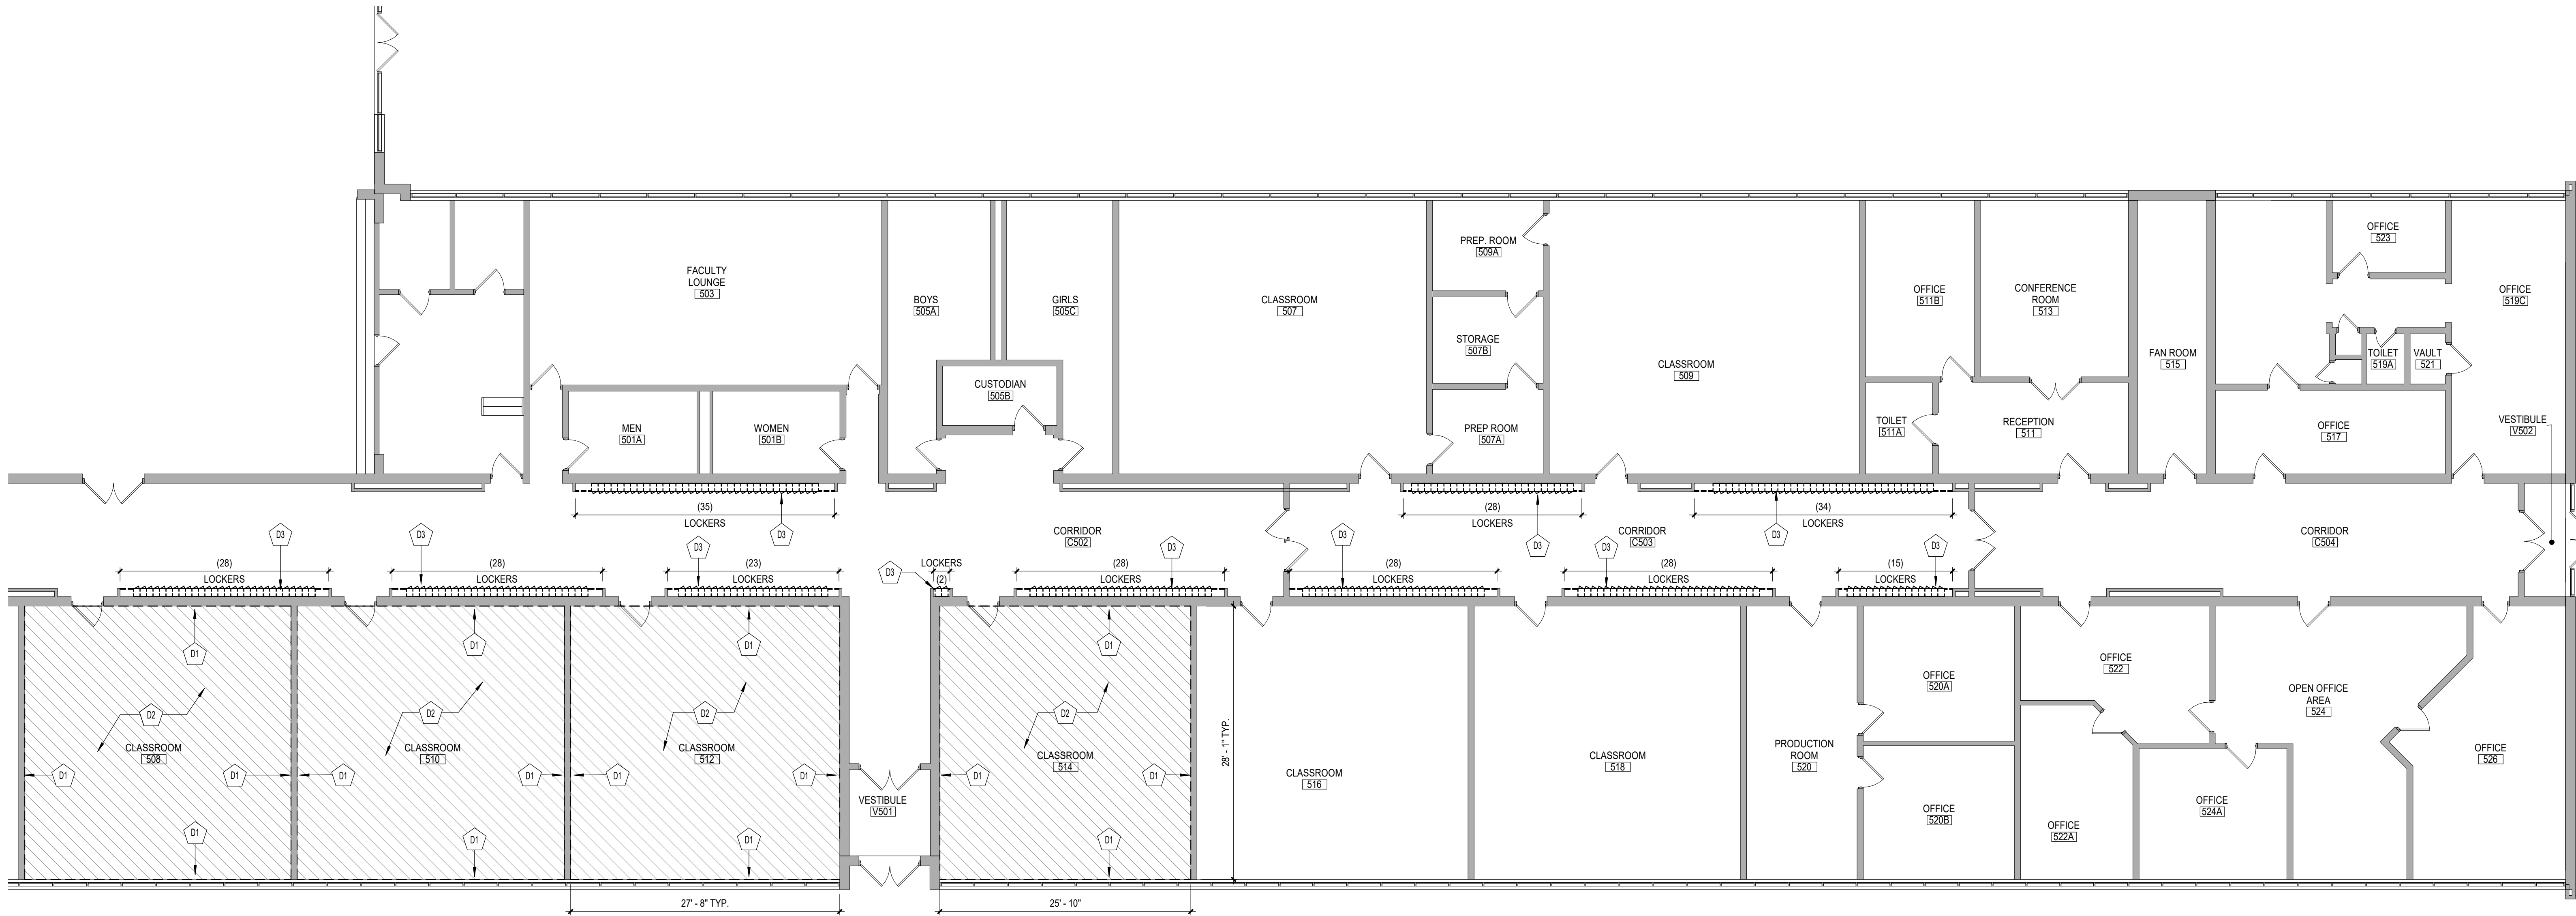 OFFICE
523
PREP. ROOM
509A
FACULTY
LOUNGE
503
BOYS
505A
GIRLS
505C
CLASSROOM
507
OFFICE
511B
CONFERENCE
ROOM
513
OFFICE
519C
STORAGE
507B
CLASSROOM
509
FAN ROOM
515
TOILET
519A
VAULT
521
CUSTODIAN
505B
MEN
501A
WOMEN
501B
PREP ROOM
507A
TOILET
511A
RECEPTION
511
OFFICE
517
VESTIBULE
V502
(35)
LOCKERS
D3
(28)
LOCKERS
D3
(34)
LOCKERS
D3
CORRIDOR
C502
CORRIDOR
C503
CORRIDOR
C504
D3
(28)
LOCKERS
D3
(28)
LOCKERS
D3
(23)
LOCKERS
D3
LOCKERS
(2)
D3
(28)
LOCKERS
D3
(28)
LOCKERS
D3
(28)
LOCKERS
D3
(15)
LOCKERS
D1
D1
D1
D1
D2
D2
D2
D2
CLASSROOM
508
CLASSROOM
510
CLASSROOM
512
CLASSROOM
514
D1
D1
D1
D1
D1
D1
D1
D1
D1
D1
D1
D1
28' - 1" TYP.
CLASSROOM
516
CLASSROOM
518
PRODUCTION
ROOM
520
OFFICE
520A
OFFICE
520B
OFFICE
522
OFFICE
522A
OPEN OFFICE
AREA
524
OFFICE
524A
OFFICE
526
VESTIBULE
V501
27' - 8" TYP.
25' - 10"